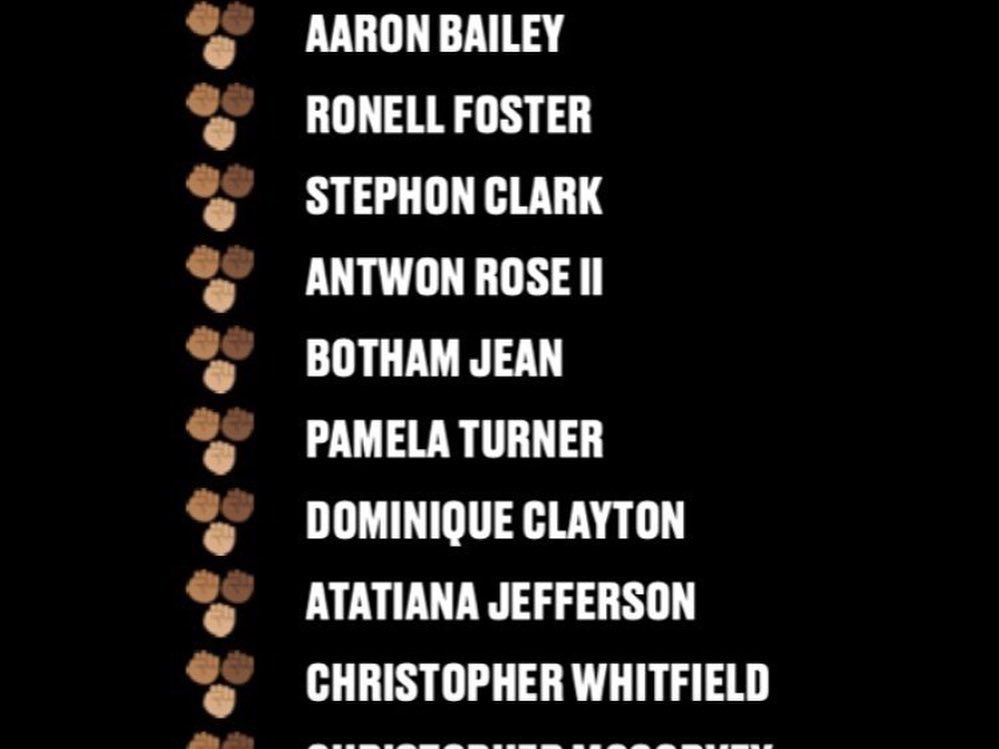 AARON BAILEY
RONELL FOSTER
STEPHON CLARK
ANTWON ROSE II
BOTHAM JEAN
PAMELA TURNER
DOMINIQUE CLAYTON
ATATIANA JEFFERSON
CHRISTOPHER WHITFIELD